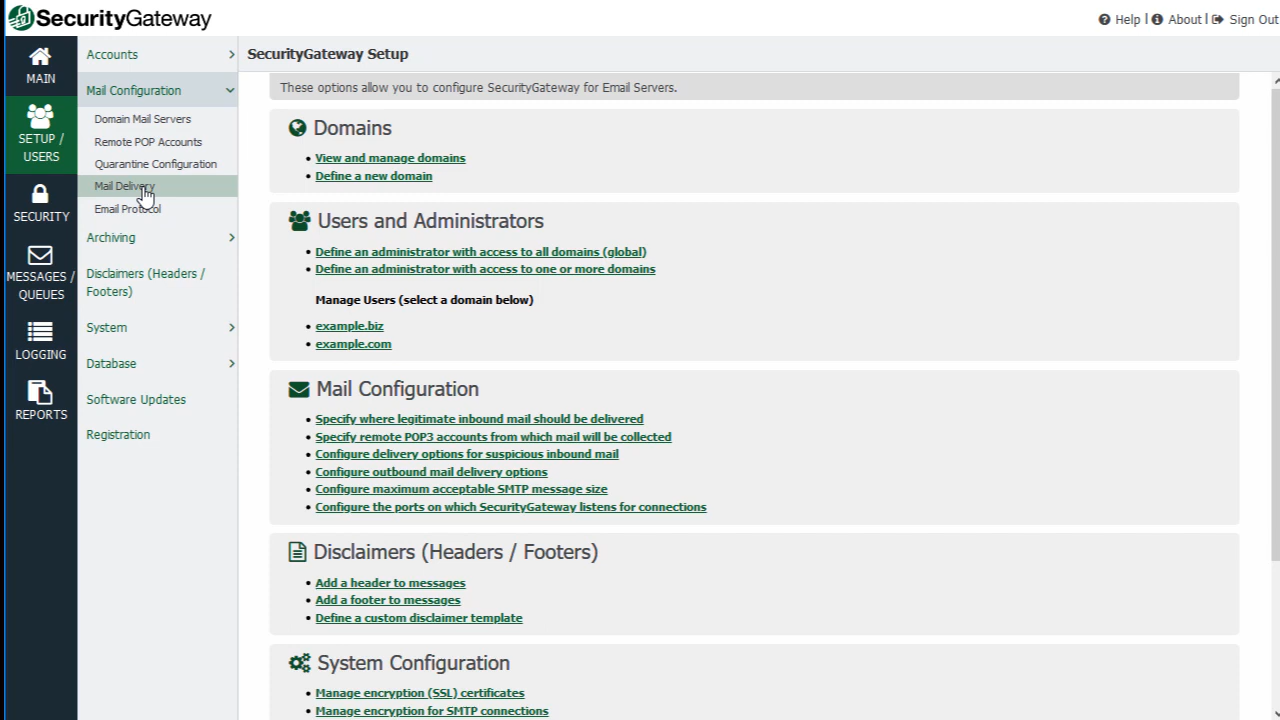 SecurityGateway
Help | About | Sign Out
MAIN
SETUP /
USERS
SECURITY
MESSAGES /
QUEUES
LOGGING
REPORTS
Accounts
Mail Configuration
Domain Mail Servers
Remote POP Accounts
Quarantine Configuration
Mail Delivery
Email Protocol
Archiving
Disclaimers (Headers /
Footers)
System
Database
Software Updates
Registration
SecurityGateway Setup
These options allow you to configure SecurityGateway for Email Servers.
Domains
• View and manage domains
• Define a new domain
Users and Administrators
• Define an administrator with access to all domains (global)
• Define an administrator with access to one or more domains
Manage Users (select a domain below)
• example.biz
• example.com
Mail Configuration
• Specify where legitimate inbound mail should be delivered
• Specify remote POP3 accounts from which mail will be collected
• Configure delivery options for suspicious inbound mail
• Configure outbound mail delivery options
• Configure maximum acceptable SMTP message size
• Configure the ports on which SecurityGateway listens for connections
Disclaimers (Headers / Footers)
• Add a header to messages
• Add a footer to messages
• Define a custom disclaimer template
System Configuration
• Manage encryption (SSL) certificates
• Manage encryption for SMTP connections